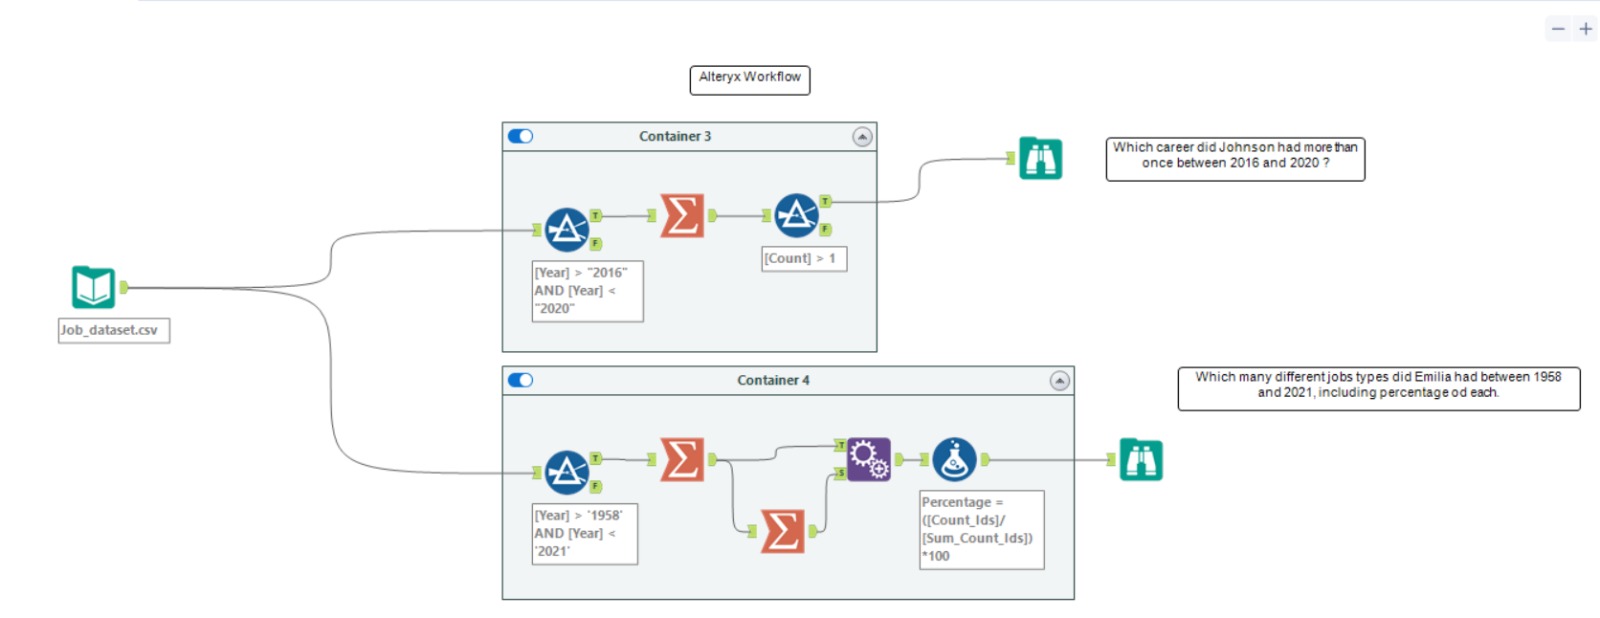 Alteryx Workflow
Container 3
Which career did Johnson had more than
once between 2016 and 2020 ?
T
F
T
F
[Year] > "2016"
AND [Year] <
"2020"
[Count] > 1
Job_dataset.csv
Container 4
Which many different jobs types did Emilia had between 1958
and 2021, including percentage od each.
T
F
T
S
[Year] > '1958'
AND [Year] <
'2021'
Percentage =
([Count_Ids]/
[Sum_Count_Ids])
*100